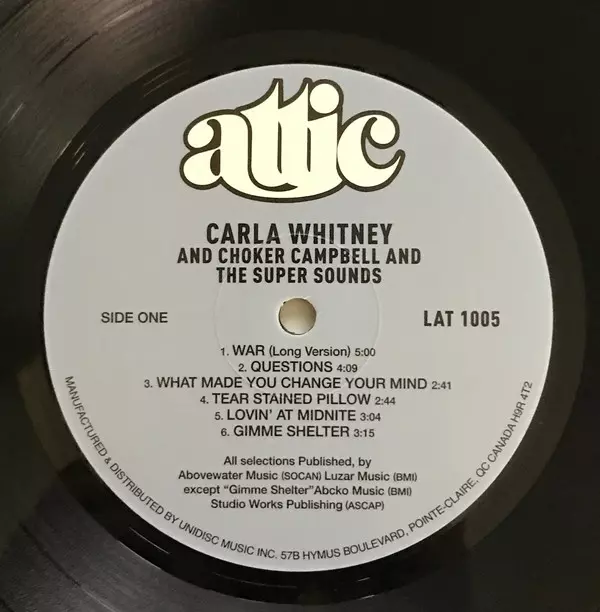 attic
CARLA WHITNEY
AND CHOKER CAMPBELL AND
THE SUPER SOUNDS
SIDE ONE
LAT 1005
1. WAR (Long Version) 5:00
2. QUESTIONS 4:09
3. WHAT MADE YOU CHANGE YOUR MIND 2:41
4. TEAR STAINED PILLOW 2:44
5. LOVIN' AT MIDNITE 3:04
6. GIMME SHELTER 3:15
All selections Published, by
Abovewater Music (SOCAN) Luzar Music (BMI)
except "Gimme Shelter"Abcko Music (BMI)
Studio Works Publishing (ASCAP)
MANUFACTURED & DISTRIBUTED BY UNIDISC MUSIC INC. 57B HYMUS BOULEVARD, POINTE-CLAIRE, QC CANADA H9R 4T2